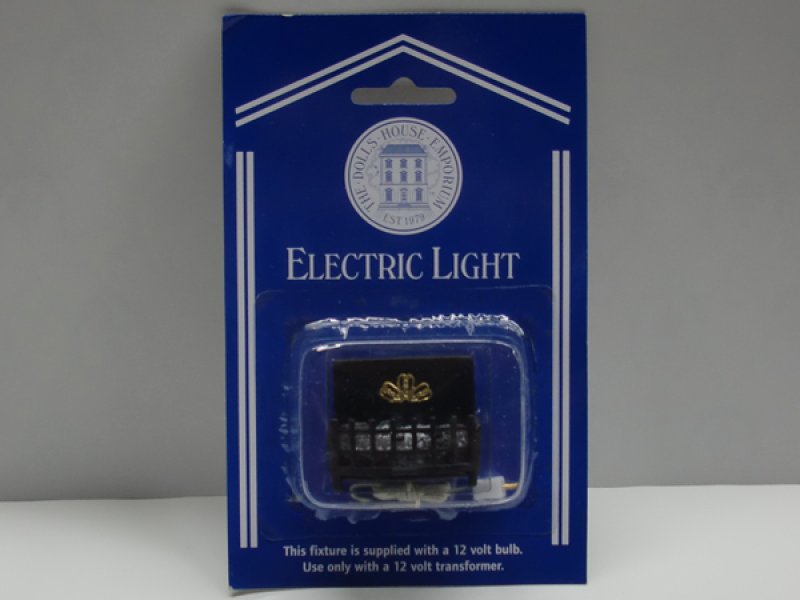 THE · DOLLS · HOUSE · EMPORIUM
EST 1979
ELECTRIC LIGHT
This fixture is supplied with a 12 volt bulb.
Use only with a 12 volt transformer.